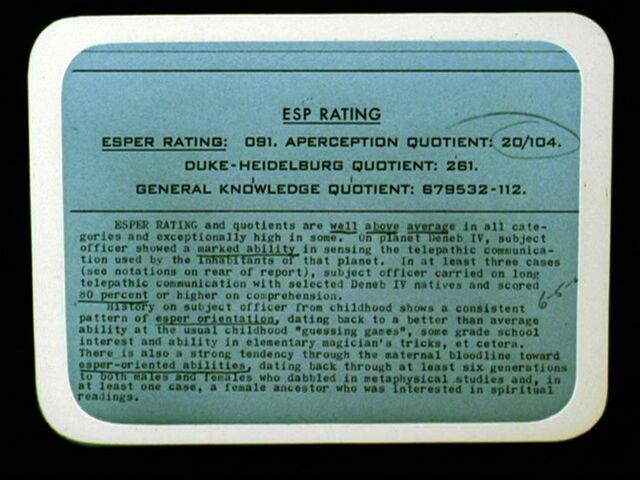 ESP RATING
ESPER RATING: 091. APERCEPTION QUOTIENT: 20/104.
DUKE-HEIDELBURG QUOTIENT: 261.
GENERAL KNOWLEDGE QUOTIENT: 679532-112.
ESPER RATING and quotients are well above average in all cate-
gories and exceptionally high in some. On planet Deneb IV, subject
officer showed a marked ability in sensing the telepathic communica-
tion used by the inhabitants of that planet. In at least three cases
(see notations on rear of report), subject officer carried on long
telepathic communication with selected Deneb IV natives and scored
80 percent or higher on comprehension.
History on subject officer from childhood shows a consistent
pattern of esper orientation, dating back to a better than average
ability at the usual childhood "guessing games", some grade school
interest and ability in elementary magician's tricks, et cetera.
There is also a strong tendency through the maternal bloodline toward
esper-oriented abilities, dating back through at least six generations
to both males and females who dabbled in metaphysical studies and, in
at least one case, a female ancestor who was interested in spiritual
readings.